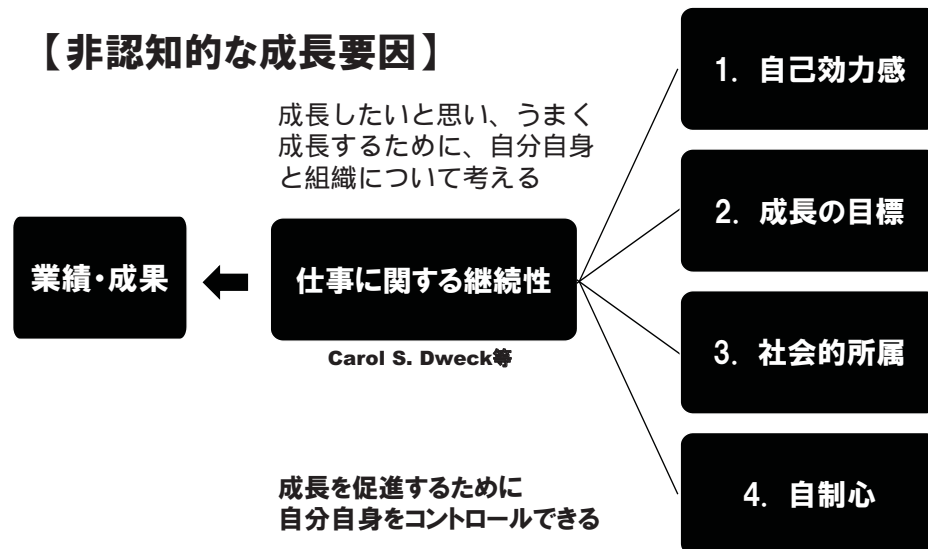 【非認知的な成長要因】
成長したいと思い、うまく
成長するために、自分自身
と組織について考える
業績・成果
仕事に関する継続性
Carol S. Dweck等
成長を促進するために
自分自身をコントロールできる
1. 自己効力感
2. 成長の目標
3. 社会的所属
4. 自制心